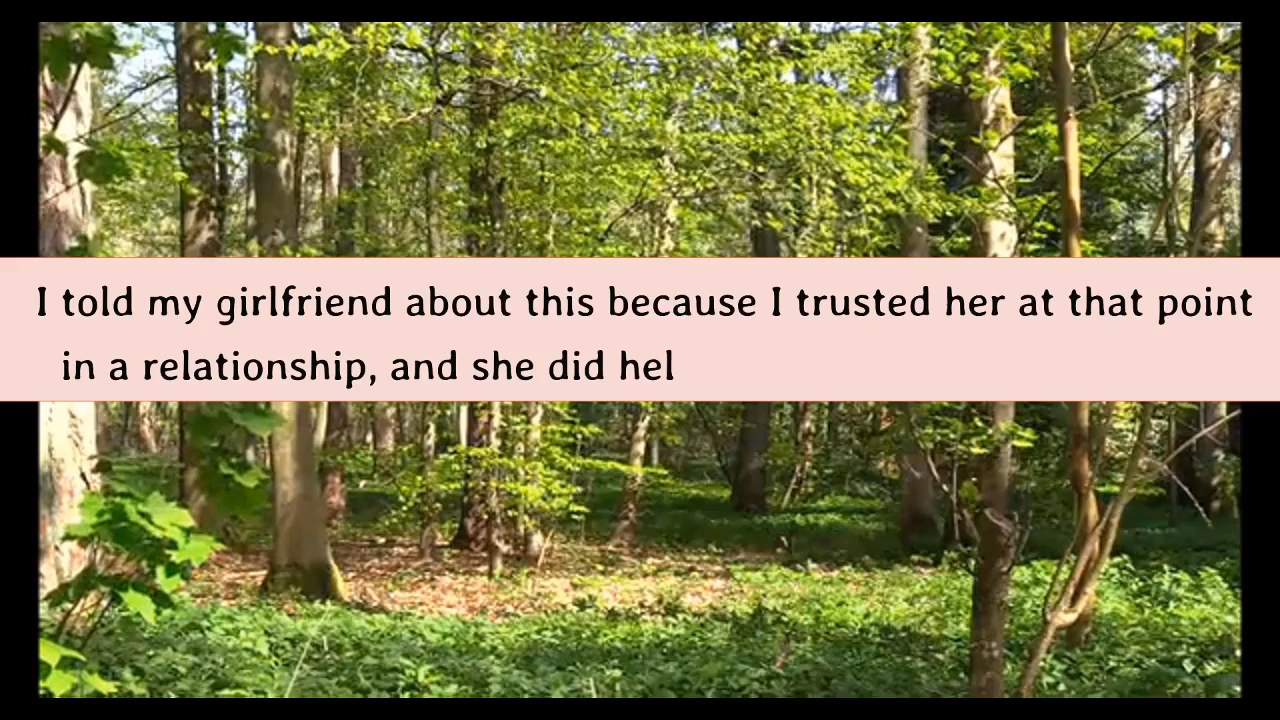 I told my girlfriend about this because I trusted her at that point
in a relationship, and she did hel